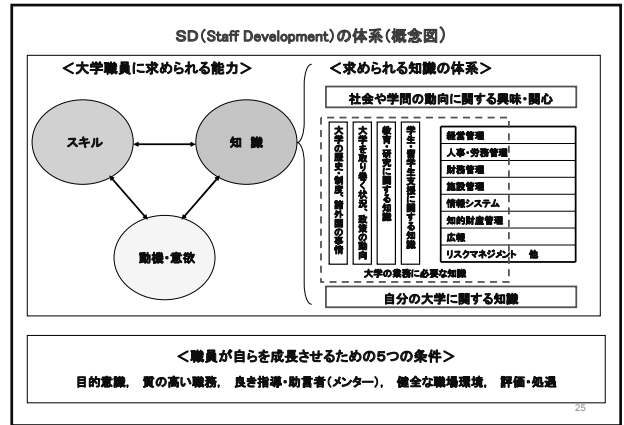 SD(Staff Development)の体系(概念図)
＜大学職員に求められる能力＞
スキル
知 識
動機・意欲
＜求められる知識の体系＞
社会や学問の動向に関する興味・関心
大学の歴史・制度、諸外国の事情
大学を取り巻く状況、政策の動向
教育・研究に関する知識
学生・留学生支援に関する知識
経営管理
人事・労務管理
財務管理
施設管理
情報システム
知的財産管理
広報
リスクマネジメント 他
大学の業務に必要な知識
自分の大学に関する知識
＜職員が自らを成長させるための5つの条件＞
目的意識, 質の高い職務, 良き指導・助言者(メンター), 健全な職場環境, 評価・処遇
25